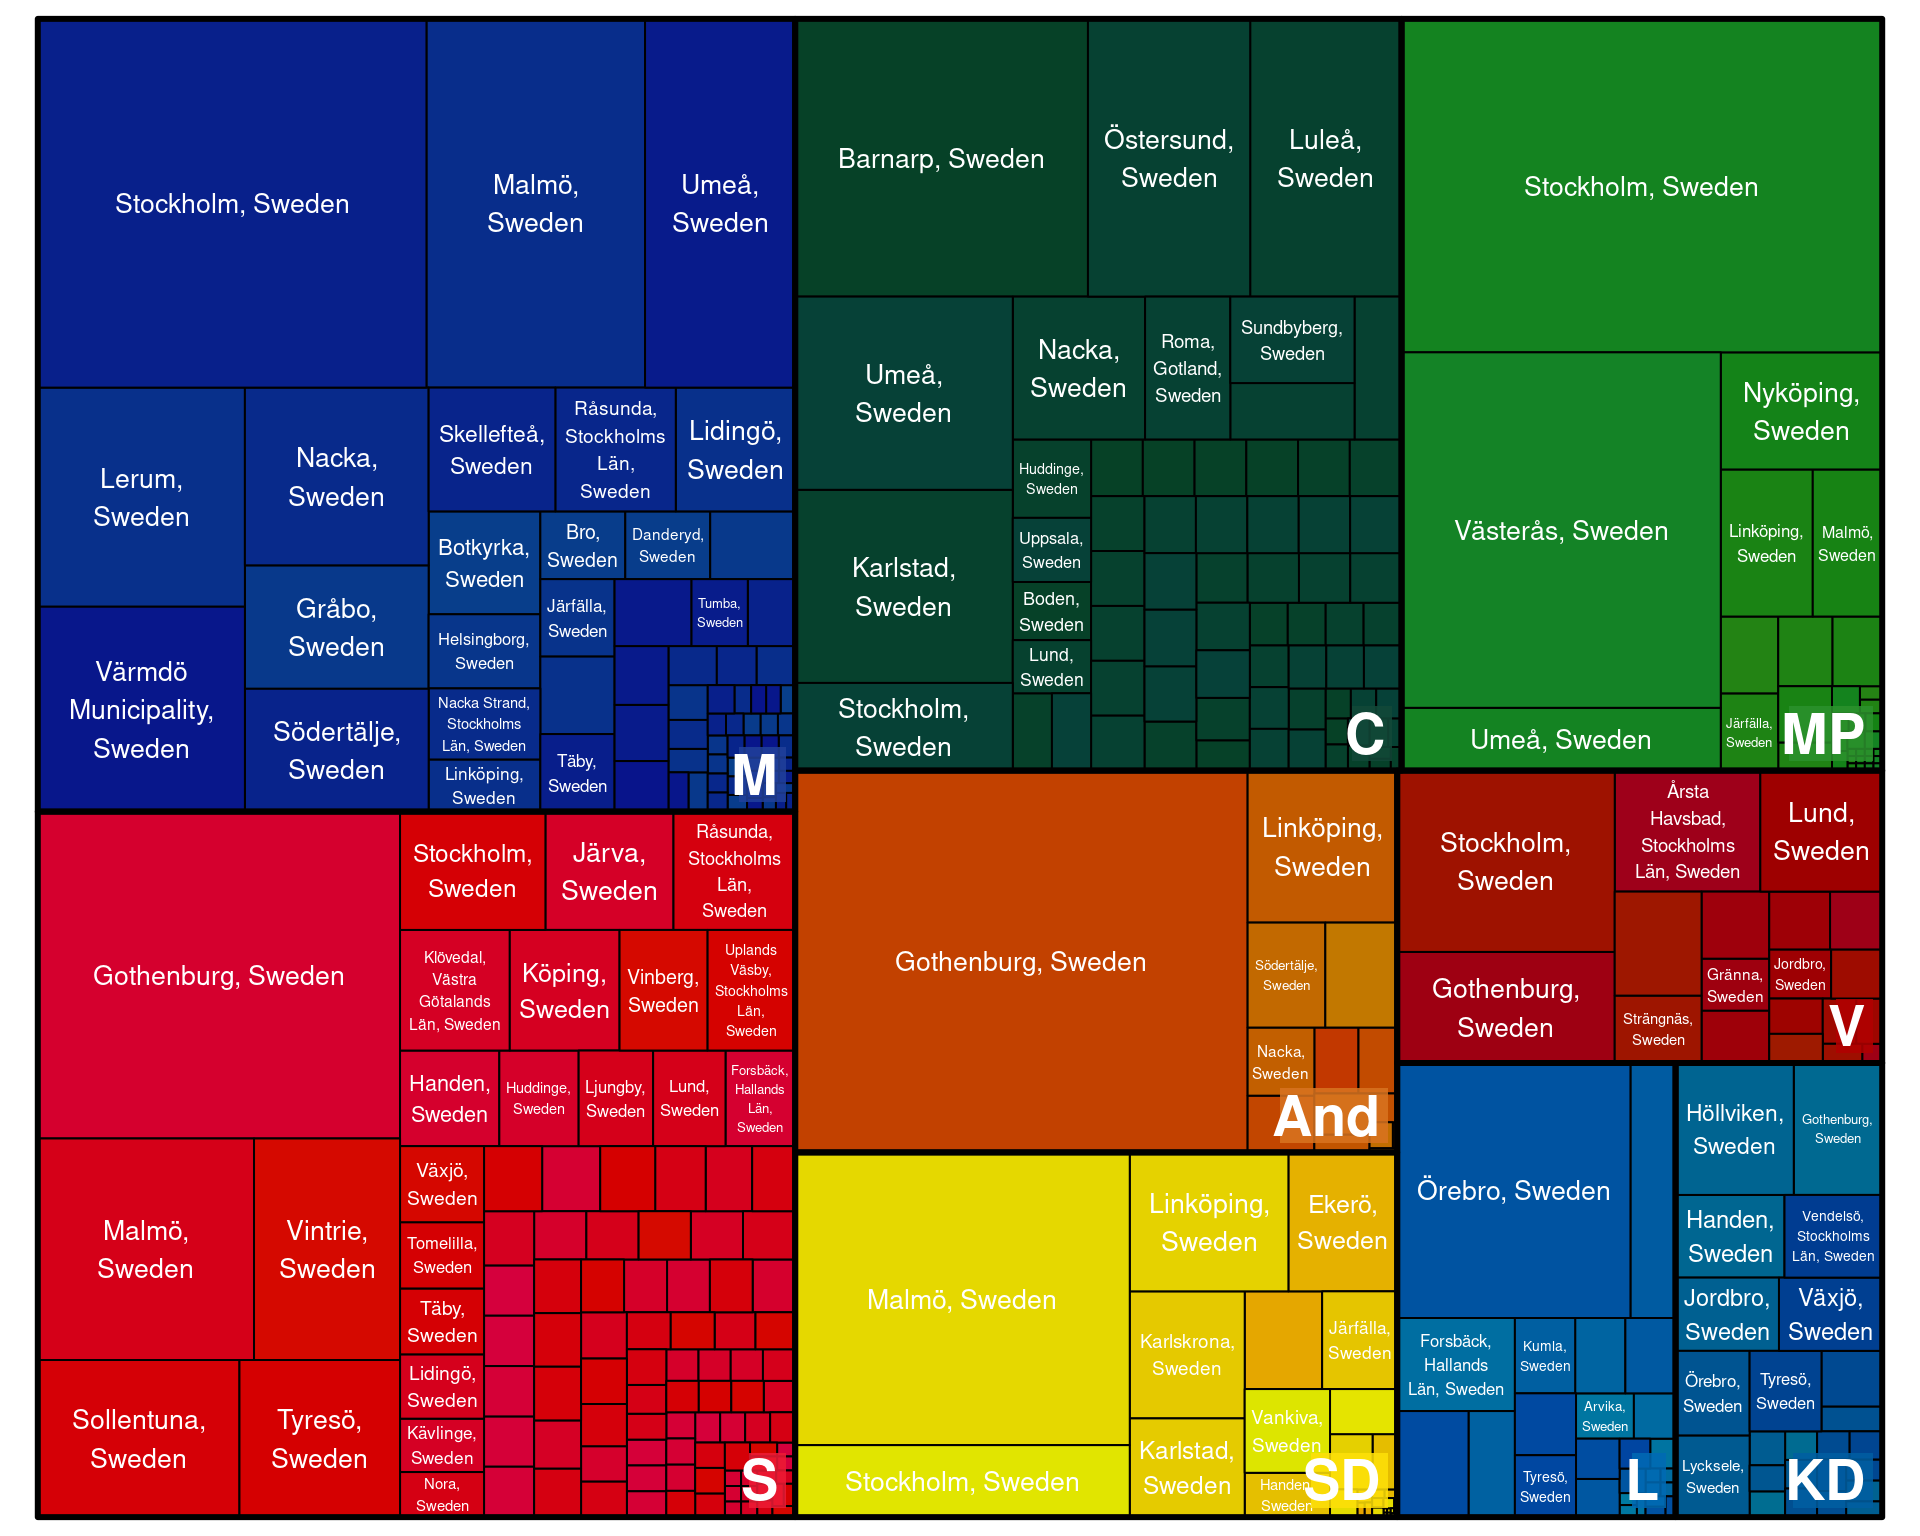 Stockholm, Sweden
Malmö,
Sweden
Umeå,
Sweden
Lerum,
Sweden
Nacka,
Sweden
Skellefteå,
Sweden
Råsunda,
Stockholms
Län,
Sweden
Lidingö,
Sweden
Botkyrka,
Sweden
Bro,
Sweden
Danderyd,
Sweden
Gråbo,
Sweden
Järfälla,
Sweden
Tumba,
Sweden
Helsingborg,
Sweden
Värmdö
Municipality,
Sweden
Södertälje,
Sweden
Nacka Strand,
Stockholms
Län, Sweden
Linköping,
Sweden
Täby,
Sweden
M
Barnarp, Sweden
Östersund,
Sweden
Luleå,
Sweden
Umeå,
Sweden
Nacka,
Sweden
Roma,
Gotland,
Sweden
Sundbyberg,
Sweden
Huddinge,
Sweden
Uppsala,
Sweden
Karlstad,
Sweden
Boden,
Sweden
Lund,
Sweden
Stockholm,
Sweden
C
Stockholm, Sweden
Västerås, Sweden
Nyköping,
Sweden
Linköping,
Sweden
Malmö,
Sweden
Umeå, Sweden
Järfälla,
Sweden
MP
Gothenburg, Sweden
Stockholm,
Sweden
Järva,
Sweden
Råsunda,
Stockholms
Län,
Sweden
Klövedal,
Västra
Götalands
Län, Sweden
Köping,
Sweden
Vinberg,
Sweden
Uplands
Väsby,
Stockholms
Län,
Sweden
Handen,
Sweden
Huddinge,
Sweden
Ljungby,
Sweden
Lund,
Sweden
Forsbäck,
Hallands
Län,
Sweden
Malmö,
Sweden
Vintrie,
Sweden
Växjö,
Sweden
Tomelilla,
Sweden
Täby,
Sweden
Lidingö,
Sweden
Sollentuna,
Sweden
Tyresö,
Sweden
Kävlinge,
Sweden
Nora,
Sweden
S
Gothenburg, Sweden
Linköping,
Sweden
Södertälje,
Sweden
Nacka,
Sweden
And
Malmö, Sweden
Linköping,
Sweden
Ekerö,
Sweden
Karlskrona,
Sweden
Järfälla,
Sweden
Vankiva,
Sweden
Stockholm, Sweden
Karlstad,
Sweden
Handen,
Sweden
SD
Stockholm,
Sweden
Årsta
Havsbad,
Stockholms
Län, Sweden
Lund,
Sweden
Gothenburg,
Sweden
Gränna,
Sweden
Jordbro,
Sweden
Strängnäs,
Sweden
V
Örebro, Sweden
Forsbäck,
Hallands
Län, Sweden
Kumla,
Sweden
Arvika,
Sweden
Tyresö,
Sweden
L
Höllviken,
Sweden
Gothenburg,
Sweden
Handen,
Sweden
Vendelsö,
Stockholms
Län, Sweden
Jordbro,
Sweden
Växjö,
Sweden
Örebro,
Sweden
Tyresö,
Sweden
Lycksele,
Sweden
KD